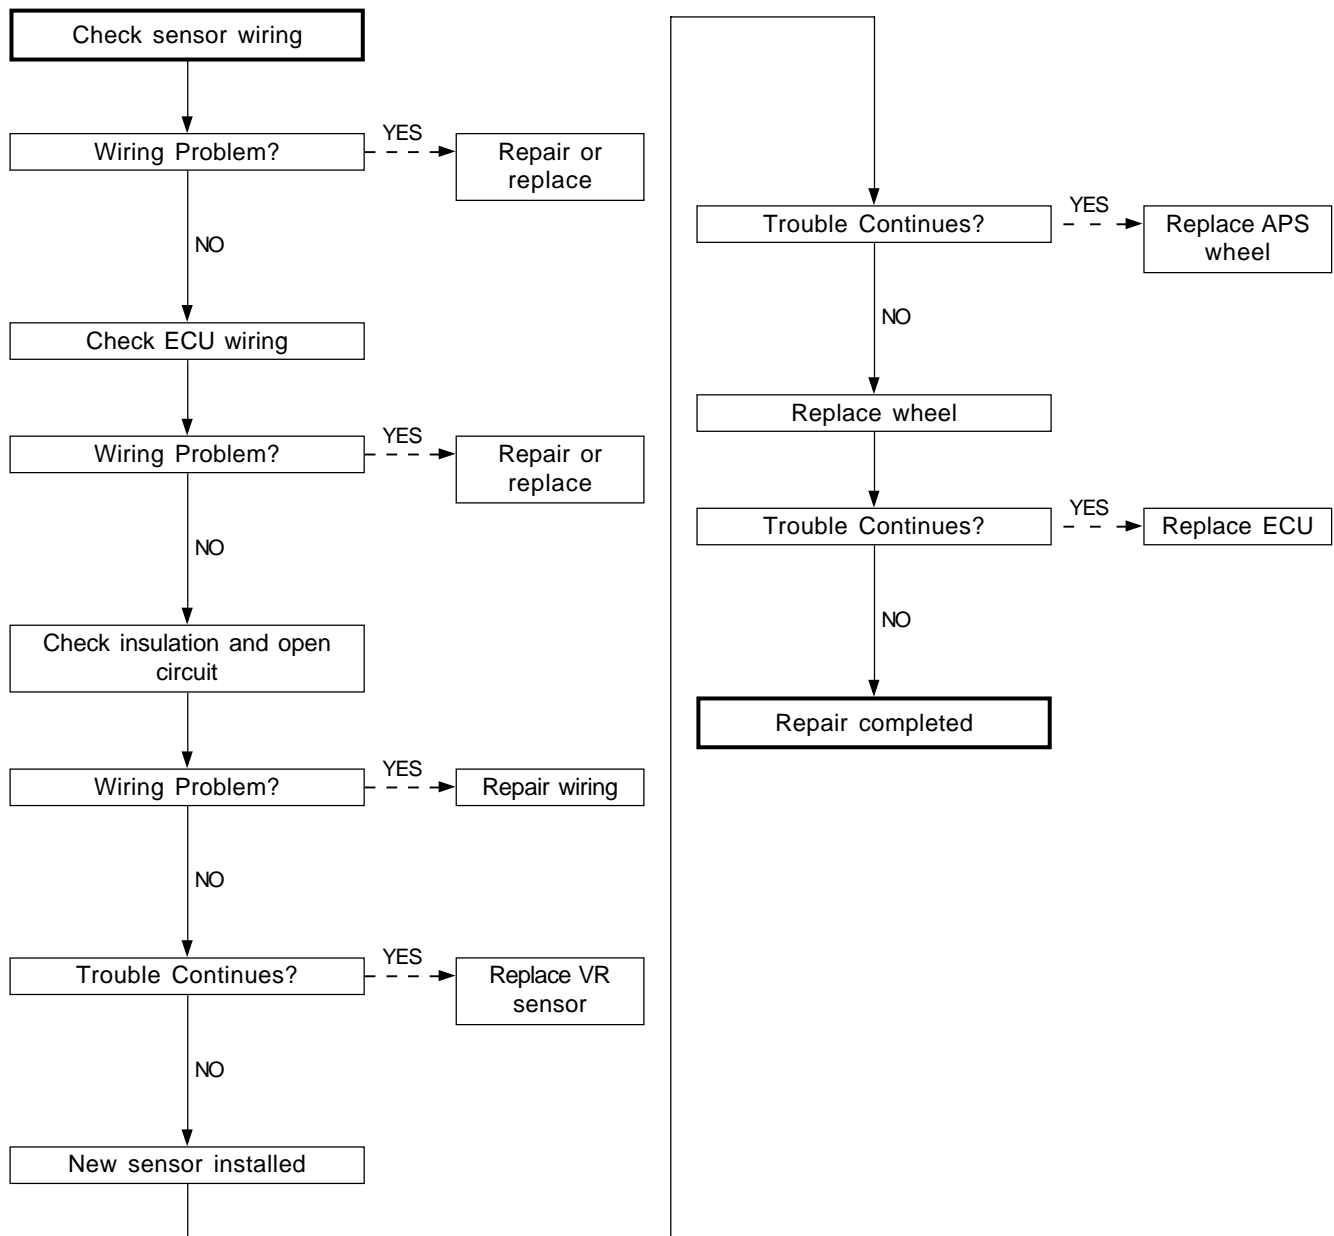 Check sensor wiring
Wiring Problem?
YES
Repair or
replace
NO
Check ECU wiring
Wiring Problem?
YES
Repair or
replace
NO
Check insulation and open
circuit
Wiring Problem?
YES
Repair wiring
NO
Trouble Continues?
YES
Replace VR
sensor
NO
New sensor installed
Trouble Continues?
YES
Replace APS
wheel
NO
Replace wheel
Trouble Continues?
YES
Replace ECU
NO
Repair completed